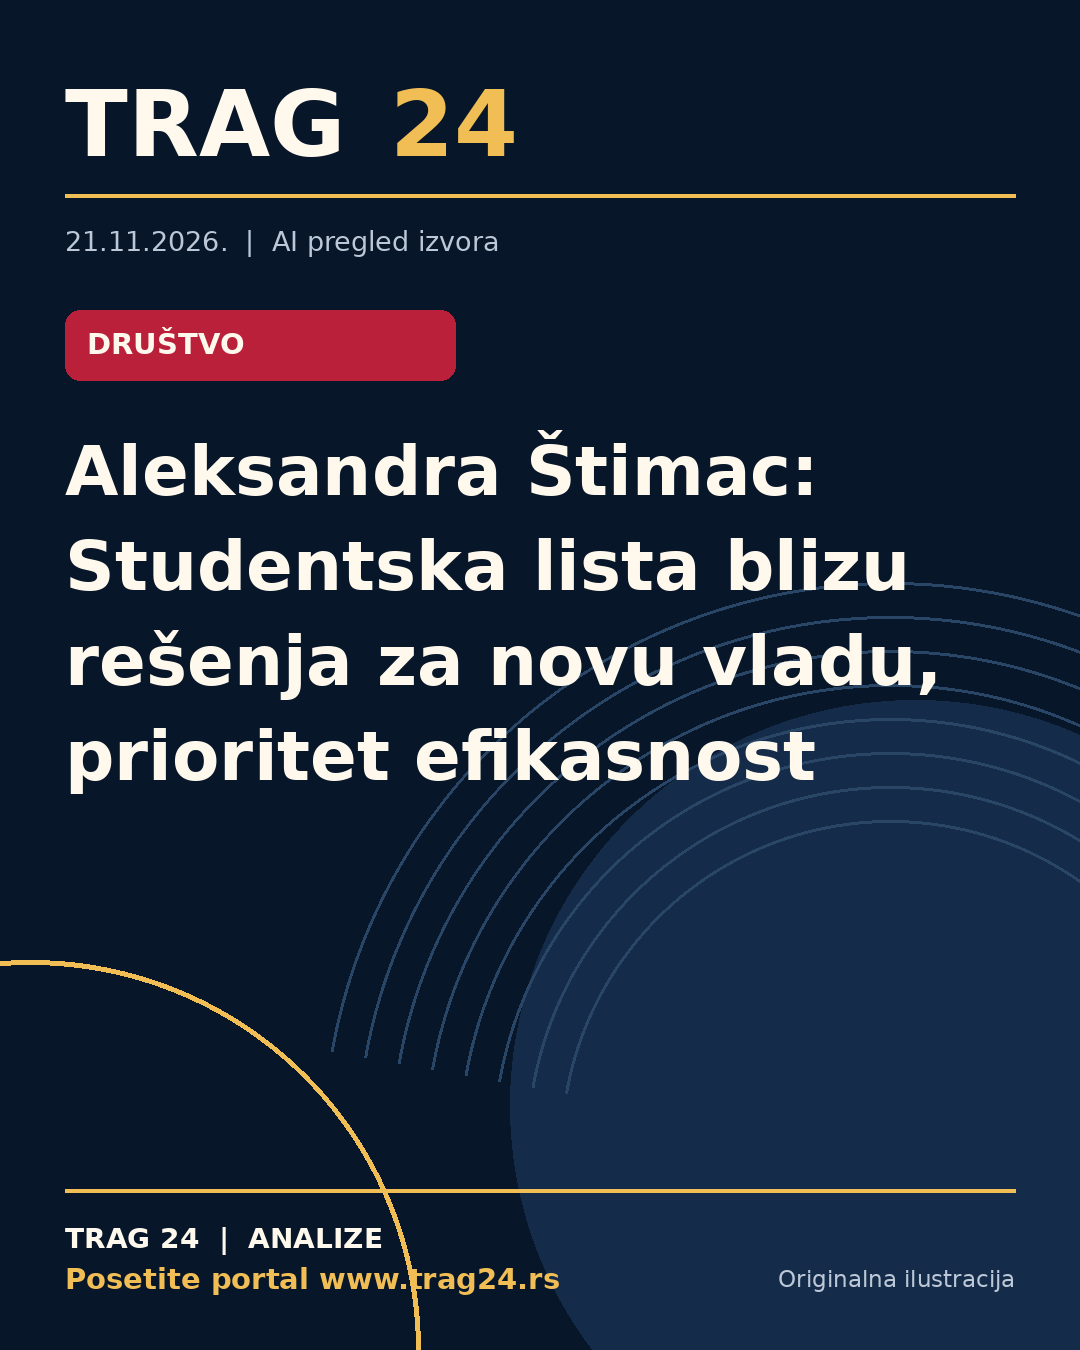 TRAG 24
21.11.2026. | AI pregled izvora
DRUŠTVO
Aleksandra Štimac:
Studentska lista blizu
rešenja za novu vladu,
prioritet efikasnost
TRAG 24 | ANALIZE
Posetite portal www.trag24.rs
Originalna ilustracija